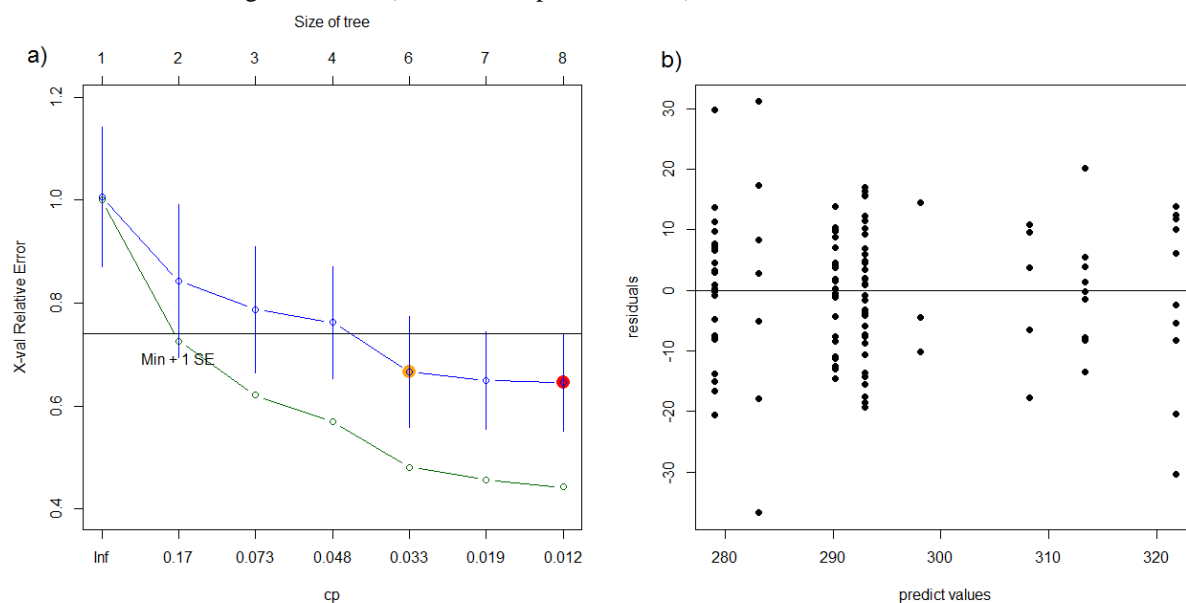 Size of tree
a)
1 2 3 4 6 7 8
X-val Relative Error
1.2
1.0
0.8
0.6
0.4
Min + 1 SE
Inf 0.17 0.073 0.048 0.033 0.019 0.012
cp
b)
residuals
30
20
10
0
-10
-20
-30
280 290 300 310 320
predict values